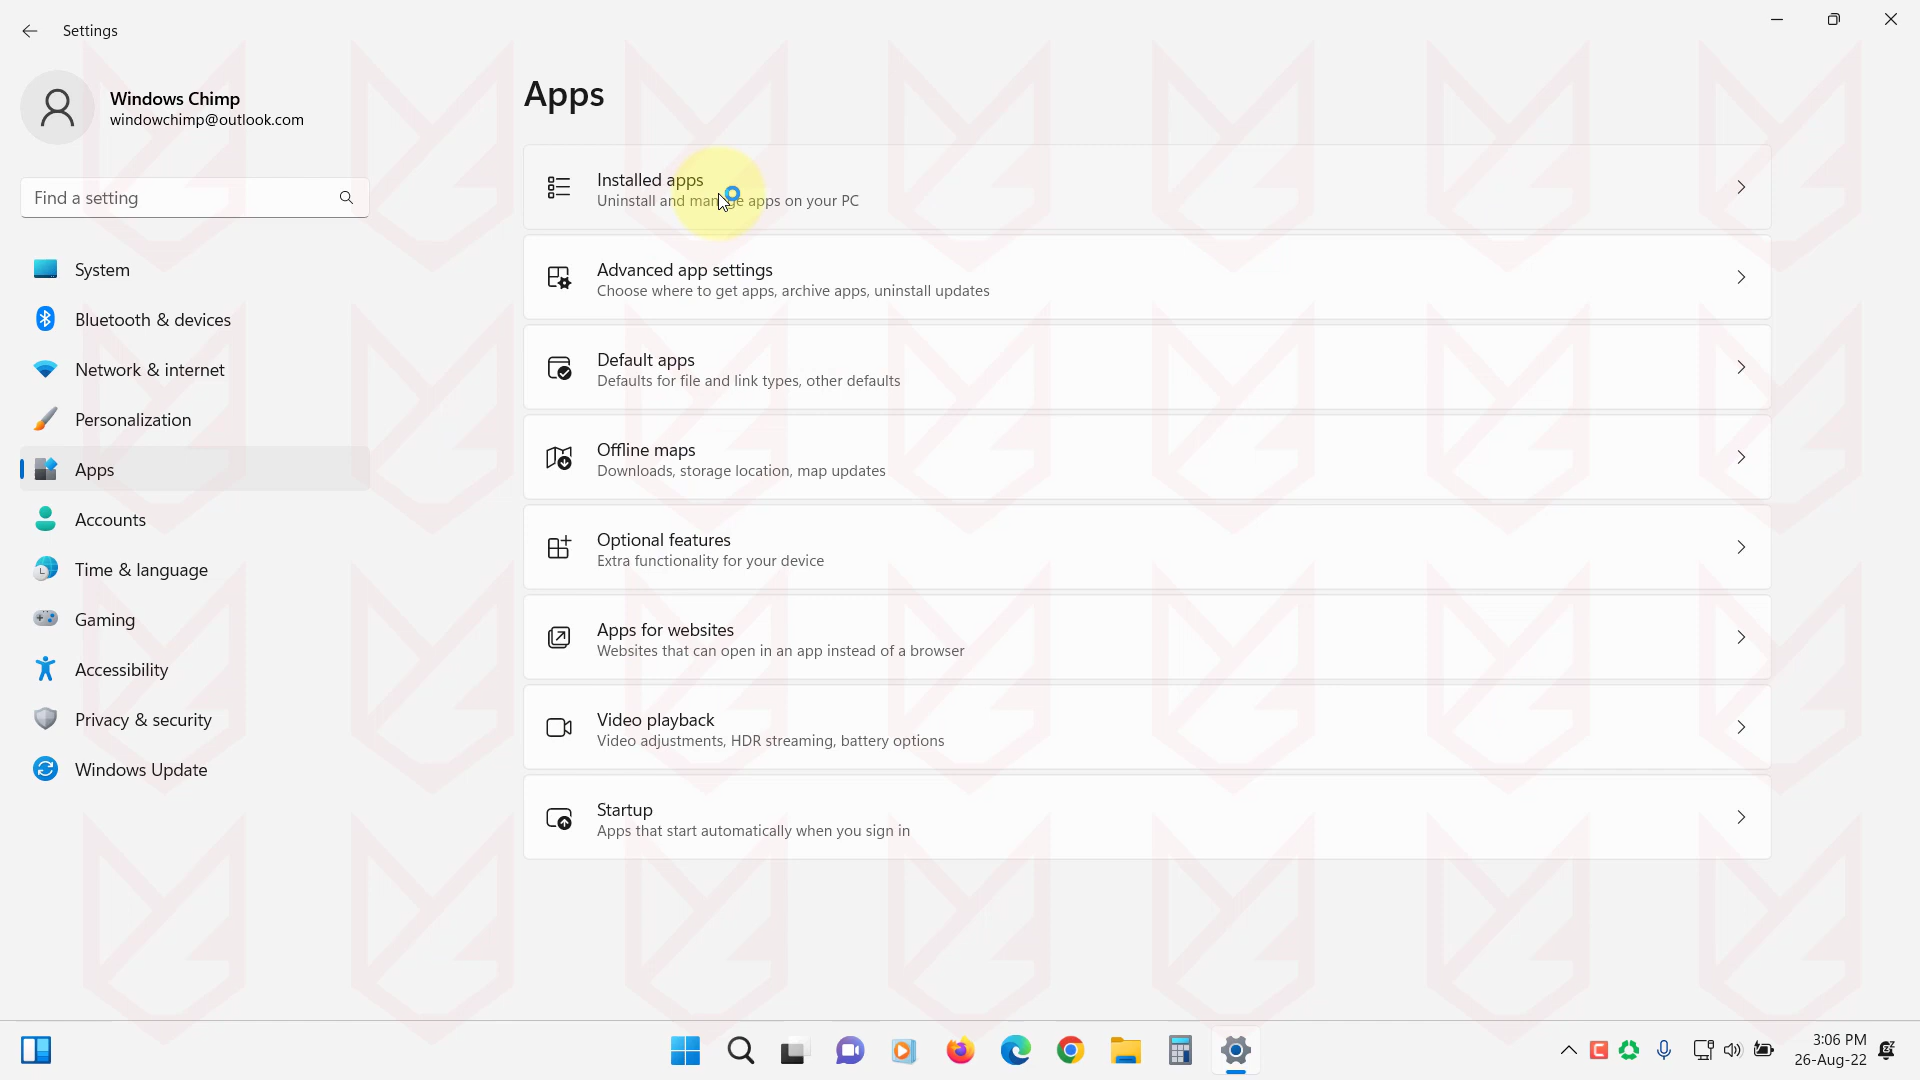 Settings
Windows Chimp
windowchimp@outlook.com
Find a setting
System
Bluetooth & devices
Network & internet
Personalization
Apps
Accounts
Time & language
Gaming
Accessibility
Privacy & security
Windows Update
Apps
Installed apps
Uninstall and manage apps on your PC
Advanced app settings
Choose where to get apps, archive apps, uninstall updates
Default apps
Defaults for file and link types, other defaults
Offline maps
Downloads, storage location, map updates
Optional features
Extra functionality for your device
Apps for websites
Websites that can open in an app instead of a browser
Video playback
Video adjustments, HDR streaming, battery options
Startup
Apps that start automatically when you sign in
3:06 PM
26-Aug-22